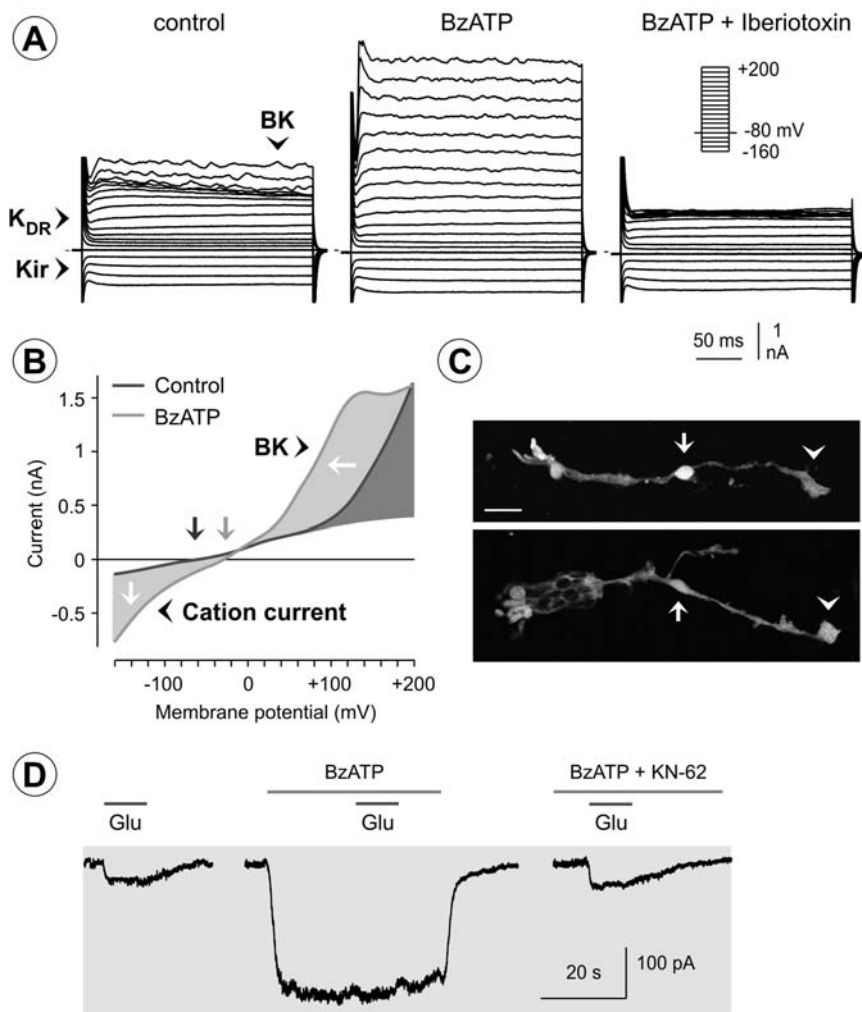 A
control
BzATP
BzATP + Iberiotoxin
BK
K_DR
Kir
+200
-80 mV
-160
50 ms
1
nA
B
Control
BzATP
BK
Cation current
Current (nA)
1.5
1
0.5
0
-0.5
-100
0
+100
+200
Membrane potential (mV)
C
D
BzATP
BzATP + KN-62
Glu
Glu
Glu
20 s
100 pA